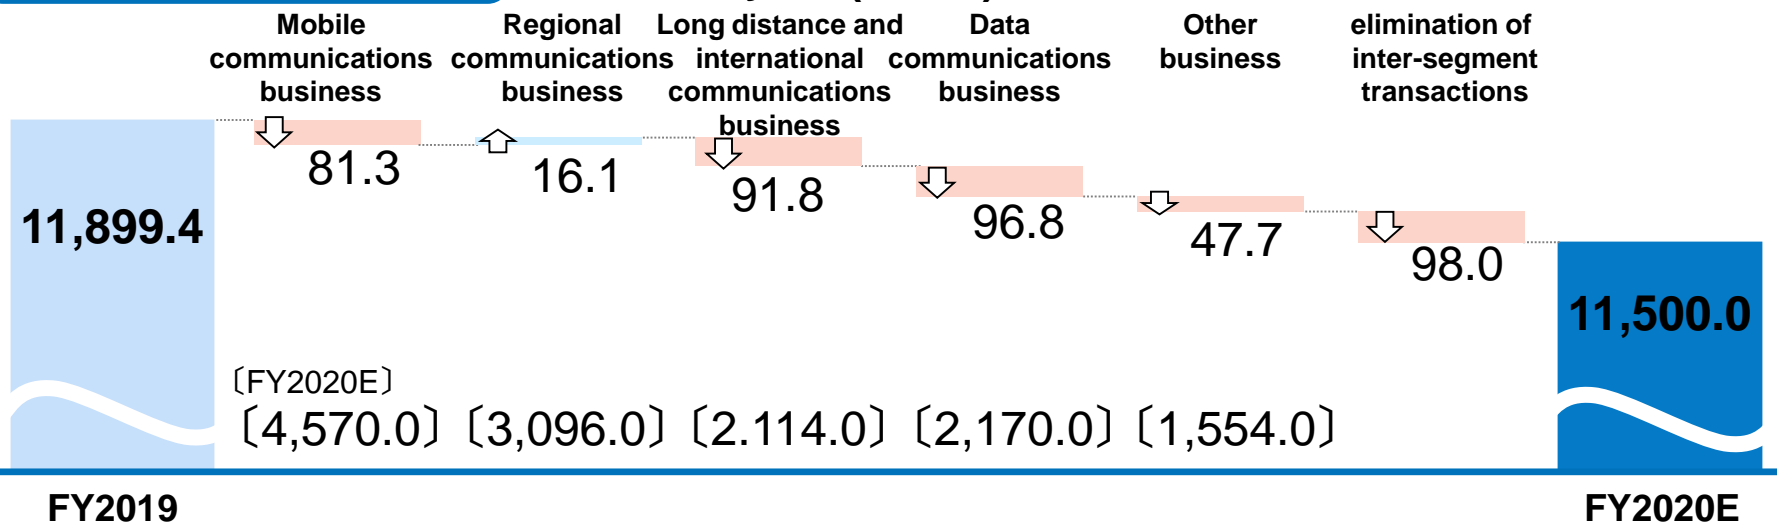 Mobile
communications
business
Regional
communications
business
Long distance and
international
communications
business
Data
communications
business
Other
business
elimination of
inter-segment
transactions
81.3
16.1
91.8
96.8
47.7
98.0
11,899.4
11,500.0
〔FY2020E〕
〔4,570.0〕
〔3,096.0〕
〔2.114.0〕
〔2,170.0〕
〔1,554.0〕
FY2019
FY2020E